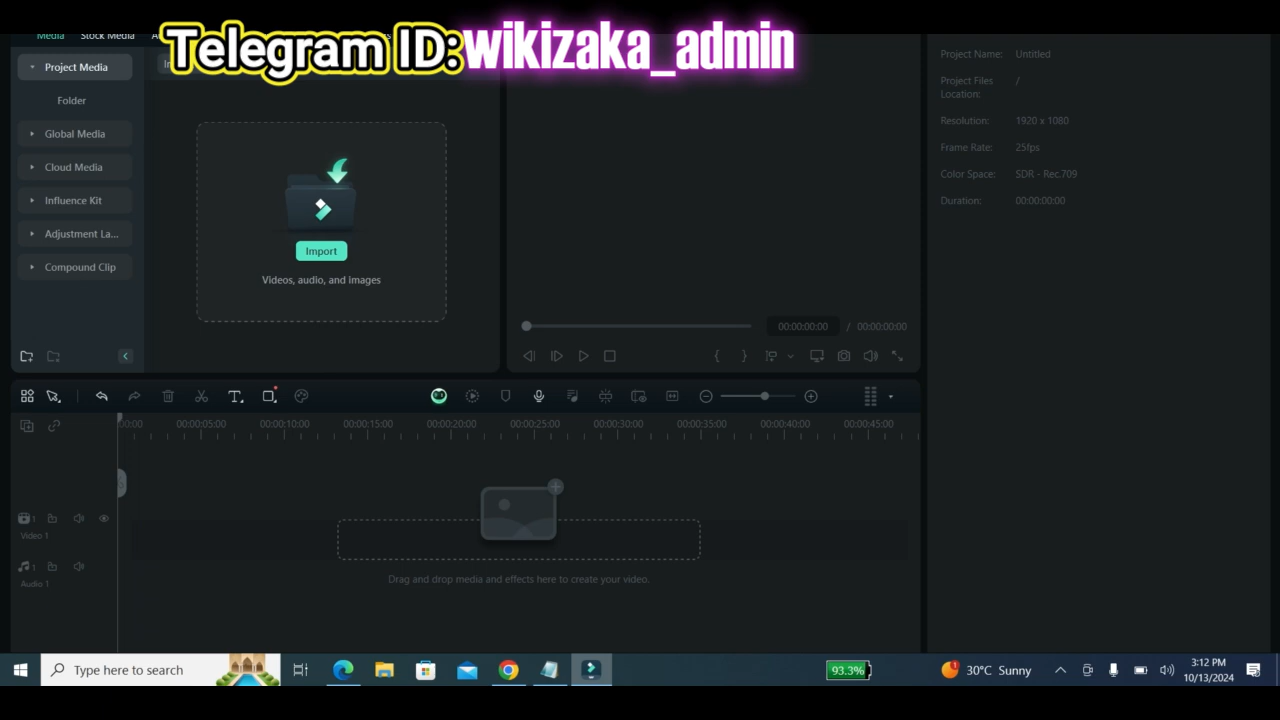 Telegram ID:wikizaka_admin
Media Stock Media
Project Media
Folder
Global Media
Cloud Media
Influence Kit
Adjustment La...
Compound Clip
Import
Videos, audio, and images
Project Name: Untitled
Project Files Location: /
Resolution: 1920 x 1080
Frame Rate: 25fps
Color Space: SDR - Rec.709
Duration: 00:00:00:00
00:00:00:00 / 00:00:00:00
:00:00 00:00:05:00 00:00:10:00 00:00:15:00 00:00:20:00 00:00:25:00 00:00:30:00 00:00:35:00 00:00:40:00 00:00:45:00
1
Video 1
1
Audio 1
Drag and drop media and effects here to create your video.
Type here to search
93.3%
1
30°C Sunny
3:12 PM
10/13/2024